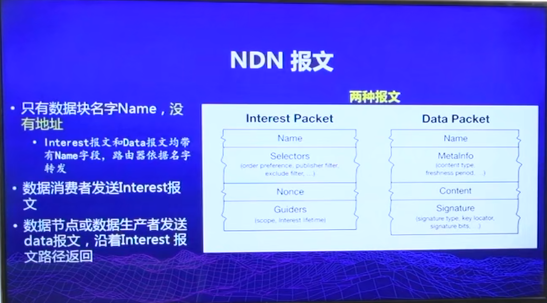 NDN 报文
• 只有数据块名字Name，没
有地址
• Interest报文和Data报文均带
有Name字段，路由器依据名字
转发
• 数据消费者发送Interest报
文
• 数据节点或数据生产者发送
data报文，沿着Interest 报
文路径返回
两种报文
Interest Packet
Name
Selectors
(order preference, publisher filter,
exclude filter, ...)
Nonce
Guiders
(scope, Interest lifetime)
Data Packet
Name
MetaInfo
(content type,
freshness period, ...)
Content
Signature
(signature type, key locator,
signature bits, ...)